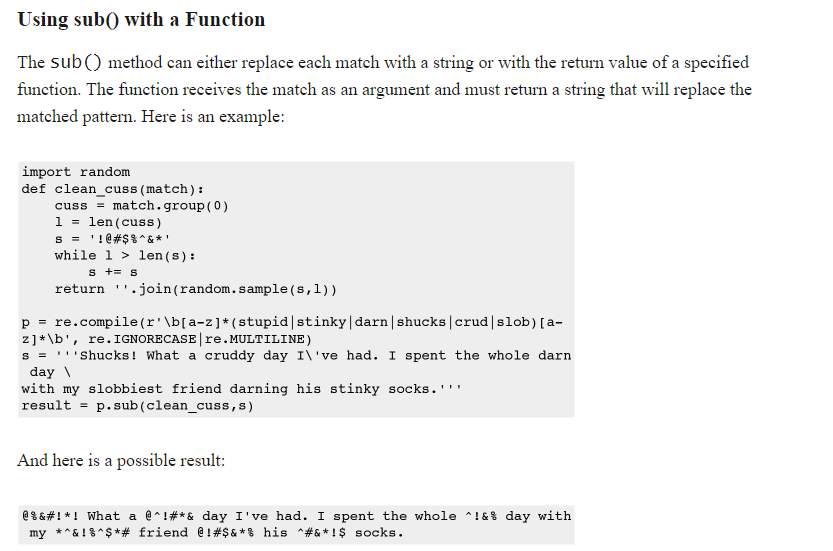 Using sub() with a Function
The sub() method can either replace each match with a string or with the return value of a specified
function. The function receives the match as an argument and must return a string that will replace the
matched pattern. Here is an example:
import random
def clean_cuss(match):
    cuss = match.group(0)
    l = len(cuss)
    s = '!@#$%^&*'
    while l > len(s):
        s += s
    return ''.join(random.sample(s,l))
p = re.compile(r'\b[a-z]*(stupid|stinky|darn|shucks|crud|slob)[a-
z]*\b', re.IGNORECASE|re.MULTILINE)
s = '''Shucks! What a cruddy day I\'ve had. I spent the whole darn
 day \
with my slobbiest friend darning his stinky socks.'''
result = p.sub(clean_cuss,s)
And here is a possible result:
@%&#!*! What a @^!#*& day I've had. I spent the whole ^!&% day with
 my *^&!%^$*# friend @!#$&*% his ^#&*!$ socks.